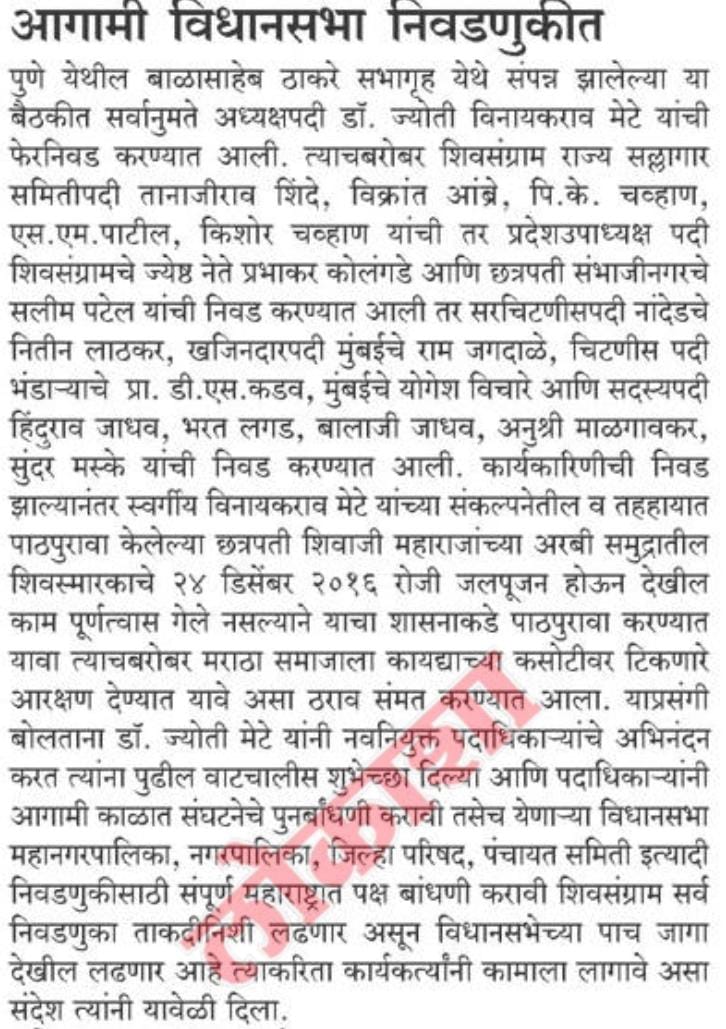 आगामी विधानसभा निवडणुकीत
पुणे येथील बाळासाहेब ठाकरे सभागृह येथे संपन्न झालेल्या या
बैठकीत सर्वानुमते अध्यक्षपदी डॉ. ज्योती विनायकराव मेटे यांची
फेरनिवड करण्यात आली. त्याचबरोबर शिवसंग्राम राज्य सल्लागार
समितीपदी तानाजीराव शिंदे, विक्रांत आंब्रे, पि.के. चव्हाण,
एस.एम.पाटील, किशोर चव्हाण यांची तर प्रदेशउपाध्यक्ष पदी
शिवसंग्रामचे ज्येष्ठ नेते प्रभाकर कोलंगडे आणि छत्रपती संभाजीनगरचे
सलीम पटेल यांची निवड करण्यात आली तर सरचिटणीसपदी नांदेडचे
नितीन लाठकर, खजिनदारपदी मुंबईचे राम जगदाळे, चिटणीस पदी
भंडाऱ्याचे प्रा. डी.एस.कडव, मुंबईचे योगेश विचारे आणि सदस्यपदी
हिंदुराव जाधव, भरत लगड, बालाजी जाधव, अनुश्री माळगावकर,
सुंदर मस्के यांची निवड करण्यात आली. कार्यकारिणीची निवड
झाल्यानंतर स्वर्गीय विनायकराव मेटे यांच्या संकल्पनेतील व तहहायात
पाठपुरावा केलेल्या छत्रपती शिवाजी महाराजांच्या अरबी समुद्रातील
शिवस्मारकाचे २४ डिसेंबर २०१६ रोजी जलपूजन होऊन देखील
काम पूर्णत्वास गेले नसल्याने याचा शासनाकडे पाठपुरावा करण्यात
यावा त्याचबरोबर मराठा समाजाला कायद्याच्या कसोटीवर टिकणारे
आरक्षण देण्यात यावे असा ठराव संमत करण्यात आला. याप्रसंगी
बोलताना डॉ. ज्योती मेटे यांनी नवनियुक्त पदाधिकाऱ्यांचे अभिनंदन
करत त्यांना पुढील वाटचालीस शुभेच्छा दिल्या आणि पदाधिकाऱ्यांनी
आगामी काळात संघटनेचे पुनर्बांधणी करावी तसेच येणाऱ्या विधानसभा
महानगरपालिका, नगरपालिका, जिल्हा परिषद, पंचायत समिती इत्यादी
निवडणुकीसाठी संपूर्ण महाराष्ट्रात पक्ष बांधणी करावी शिवसंग्राम सर्व
निवडणुका ताकदीनिशी लढणार असून विधानसभेच्या पाच जागा
देखील लढणार आहे त्याकरिता कार्यकर्त्यांनी कामाला लागावे असा
संदेश त्यांनी यावेळी दिला.
लोकाशा